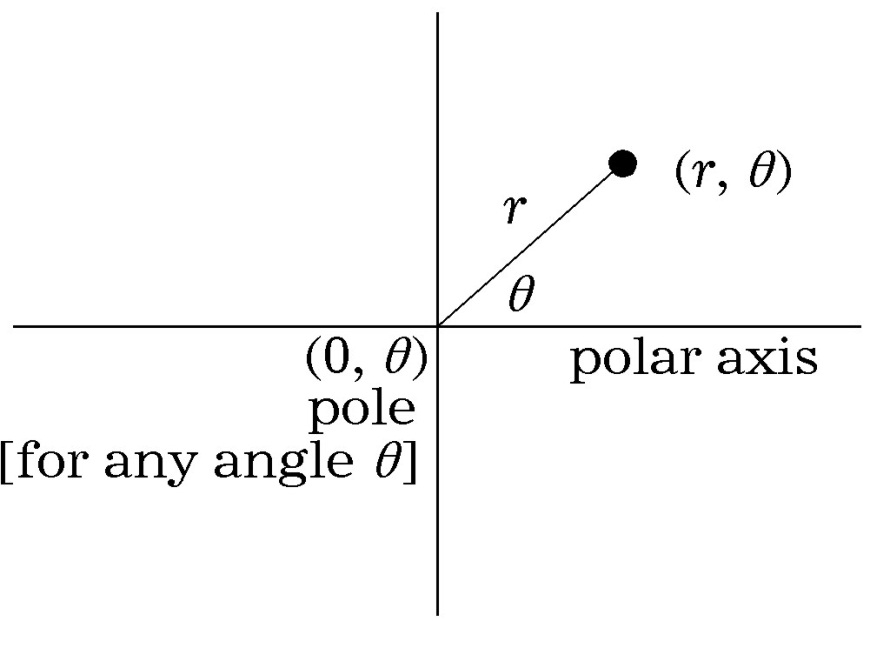 (r, θ)
r
θ
(0, θ)
polar axis
pole
[for any angle θ]